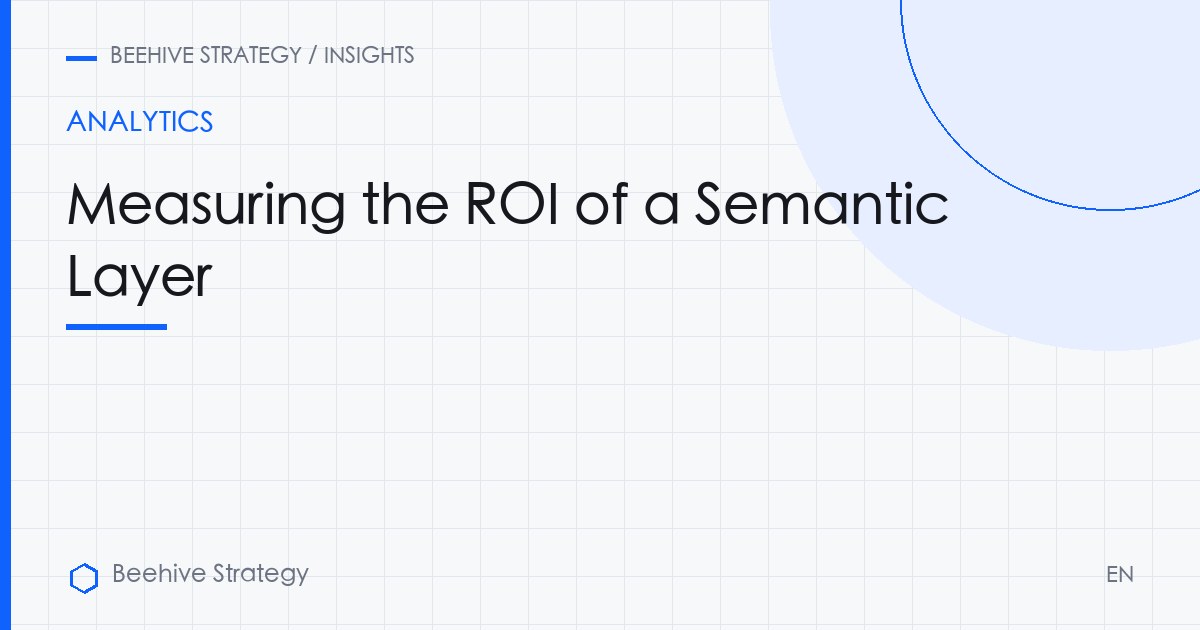 BEEHIVE STRATEGY / INSIGHTS
ANALYTICS
Measuring the ROI of a Semantic
Layer
Beehive Strategy
EN